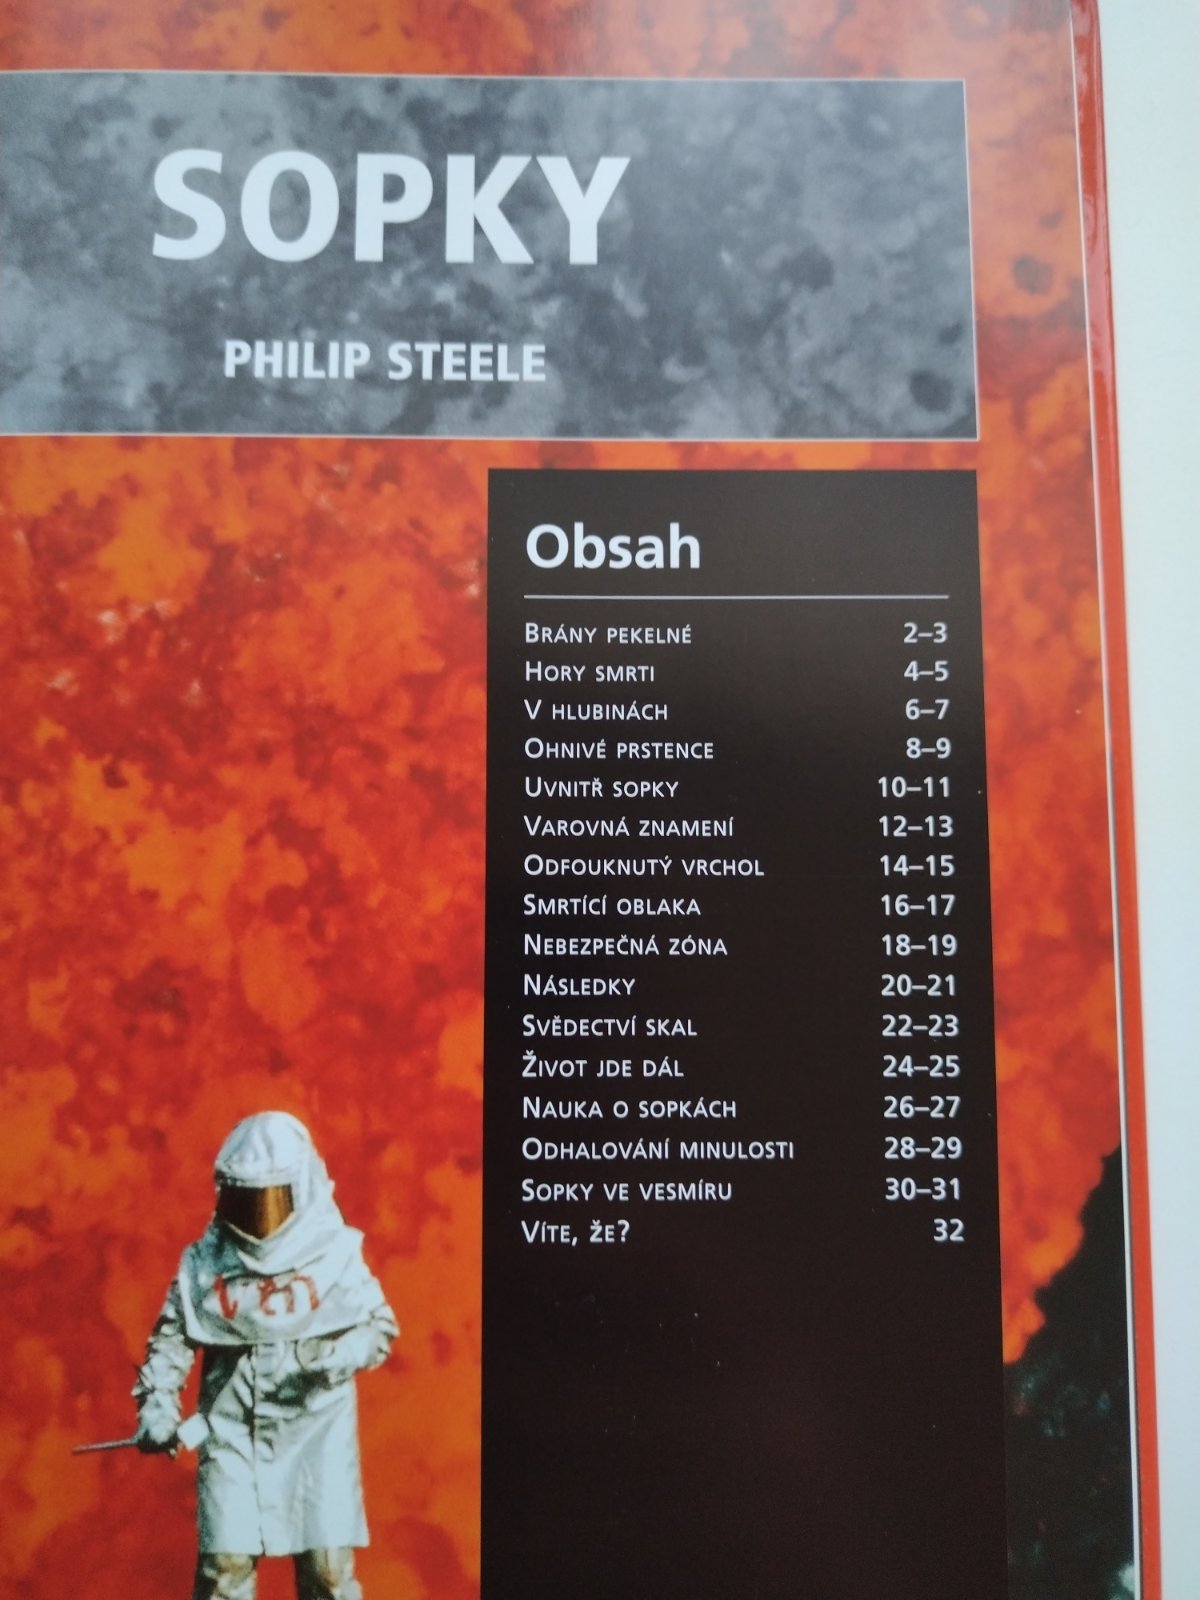 SOPKY
PHILIP STEELE
Obsah
BRÁNY PEKELNÉ 2–3
HORY SMRTI 4–5
V HLUBINÁCH 6–7
OHNIVÉ PRSTENCE 8–9
UVNITŘ SOPKY 10–11
VAROVNÁ ZNAMENÍ 12–13
ODFOUKNUTÝ VRCHOL 14–15
SMRTÍCÍ OBLAKA 16–17
NEBEZPEČNÁ ZÓNA 18–19
NÁSLEDKY 20–21
SVĚDECTVÍ SKAL 22–23
ŽIVOT JDE DÁL 24–25
NAUKA O SOPKÁCH 26–27
ODHALOVÁNÍ MINULOSTI 28–29
SOPKY VE VESMÍRU 30–31
VÍTE, ŽE? 32